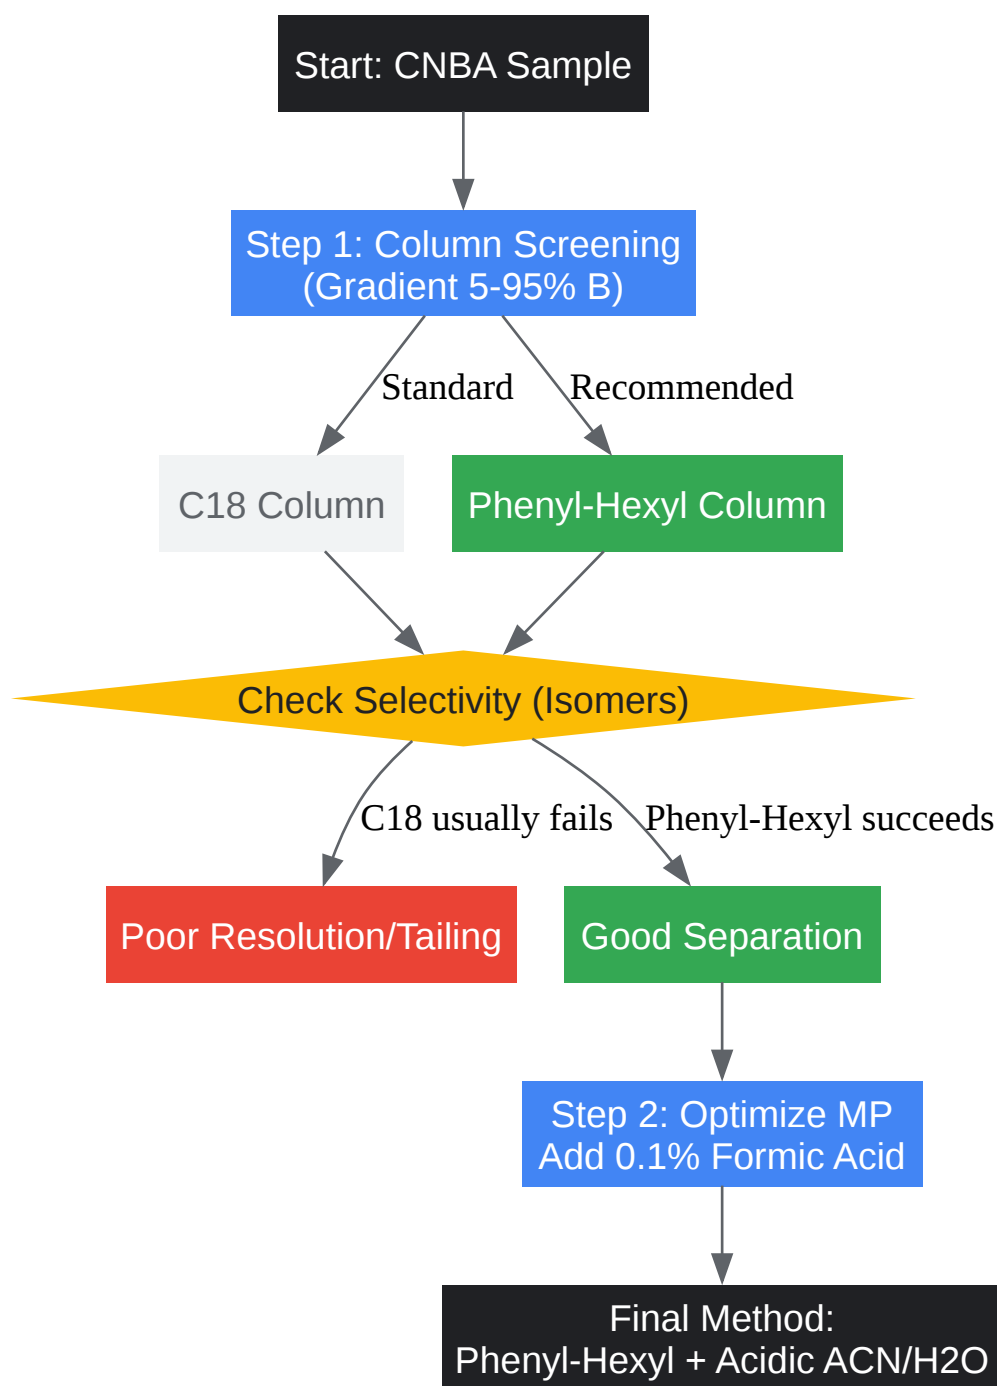 Start: CNBA Sample
Step 1: Column Screening
(Gradient 5-95% B)
Standard
Recommended
C18 Column
Phenyl-Hexyl Column
Check Selectivity (Isomers)
C18 usually fails
Phenyl-Hexyl succeeds
Poor Resolution/Tailing
Good Separation
Step 2: Optimize MP
Add 0.1% Formic Acid
Final Method:
Phenyl-Hexyl + Acidic ACN/H2O